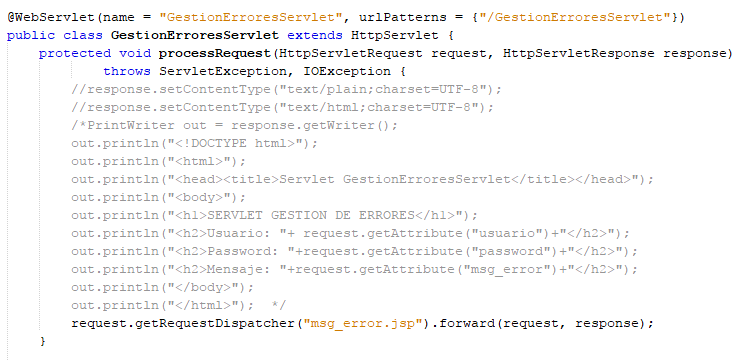 @WebServlet(name = "GestionErroresServlet", urlPatterns = {"/GestionErroresServlet"})
public class GestionErroresServlet extends HttpServlet {
    protected void processRequest(HttpServletRequest request, HttpServletResponse response)
            throws ServletException, IOException {
        //response.setContentType("text/plain;charset=UTF-8");
        //response.setContentType("text/html;charset=UTF-8");
        /*PrintWriter out = response.getWriter();
        out.println("<!DOCTYPE html>");
        out.println("<html>");
        out.println("<head><title>Servlet GestionErroresServlet</title></head>");
        out.println("<body>");
        out.println("<h1>SERVLET GESTION DE ERRORES</h1>");
        out.println("<h2>Usuario: "+ request.getAttribute("usuario")+"</h2>");
        out.println("<h2>Password: "+request.getAttribute("password")+"</h2>");
        out.println("<h2>Mensaje: "+request.getAttribute("msg_error")+"</h2>");
        out.println("</body>");
        out.println("</html>");  */
        request.getRequestDispatcher("msg_error.jsp").forward(request, response);
    }